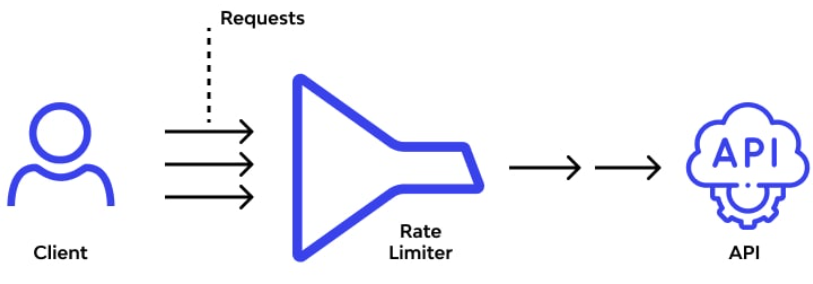 Requests
API
Client
Rate
Limiter
API